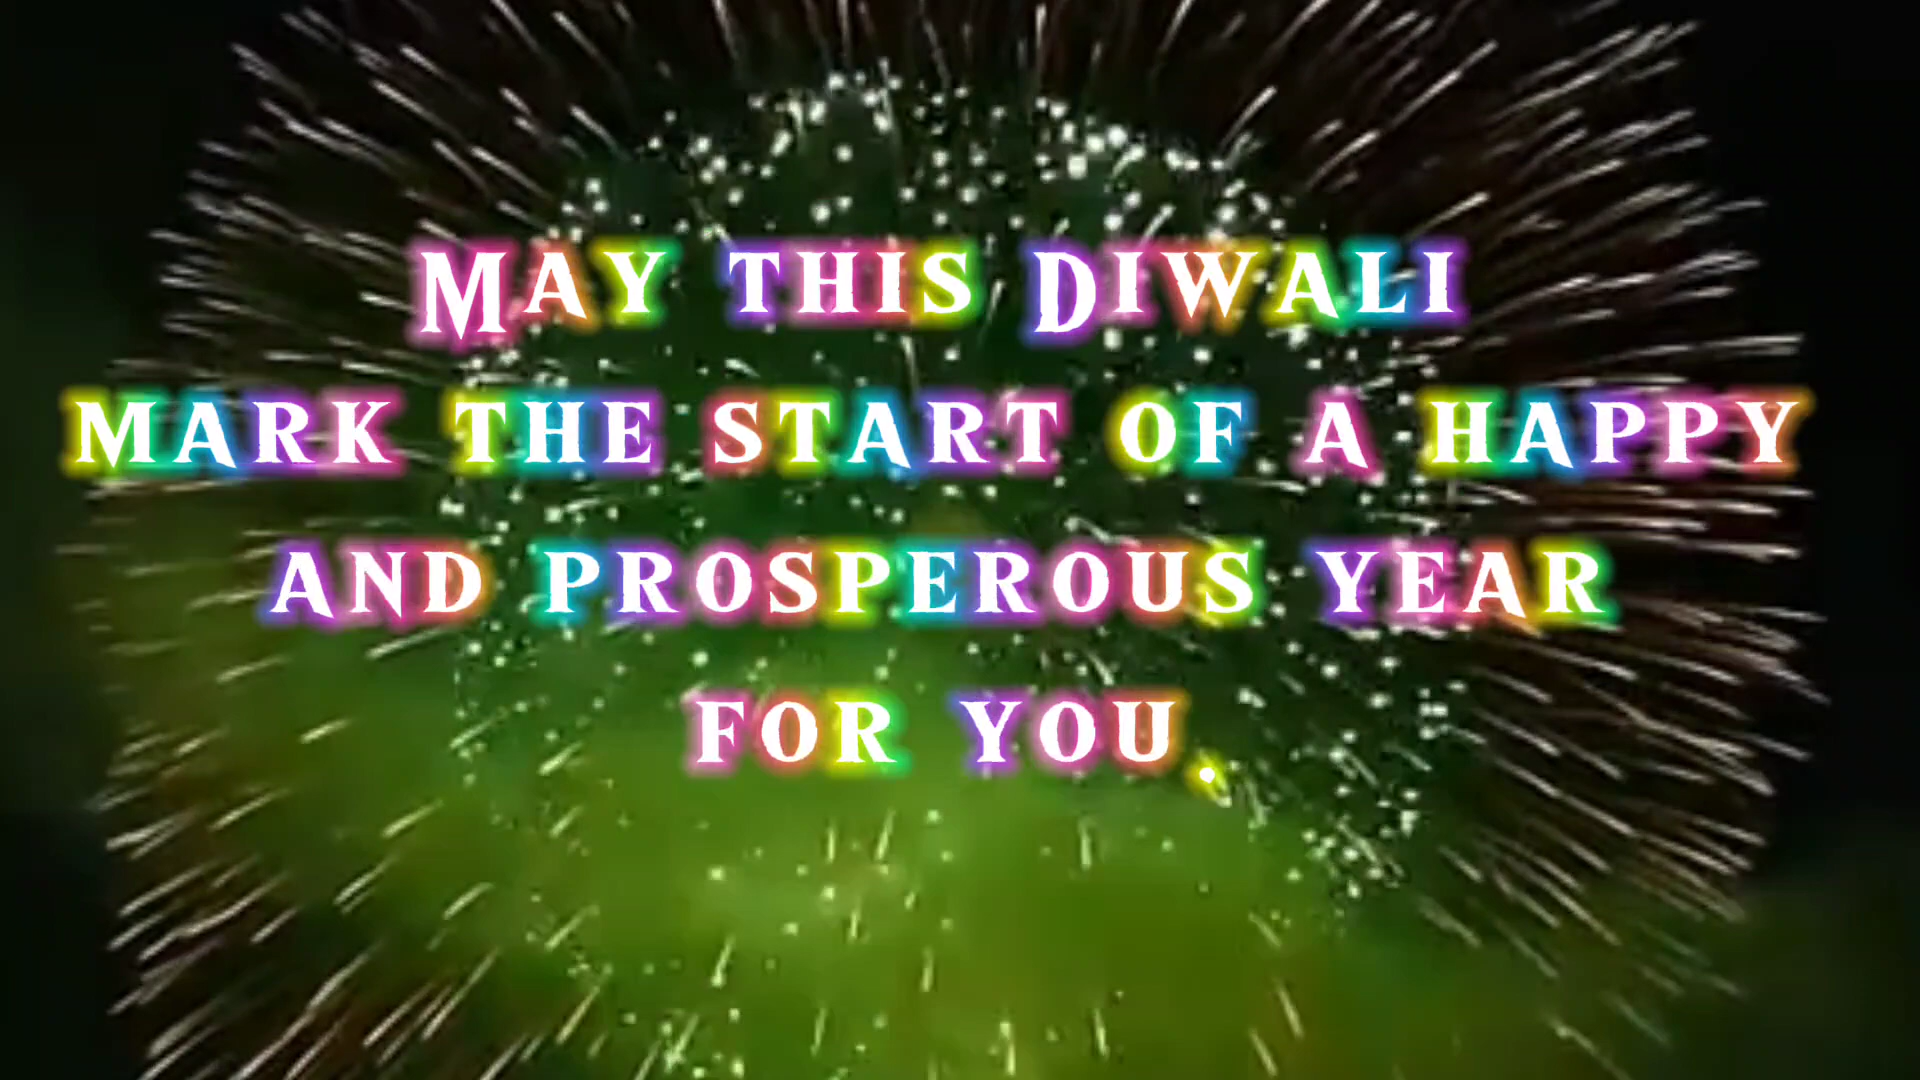 May this Diwali
mark the start of a happy
and prosperous year
for you.